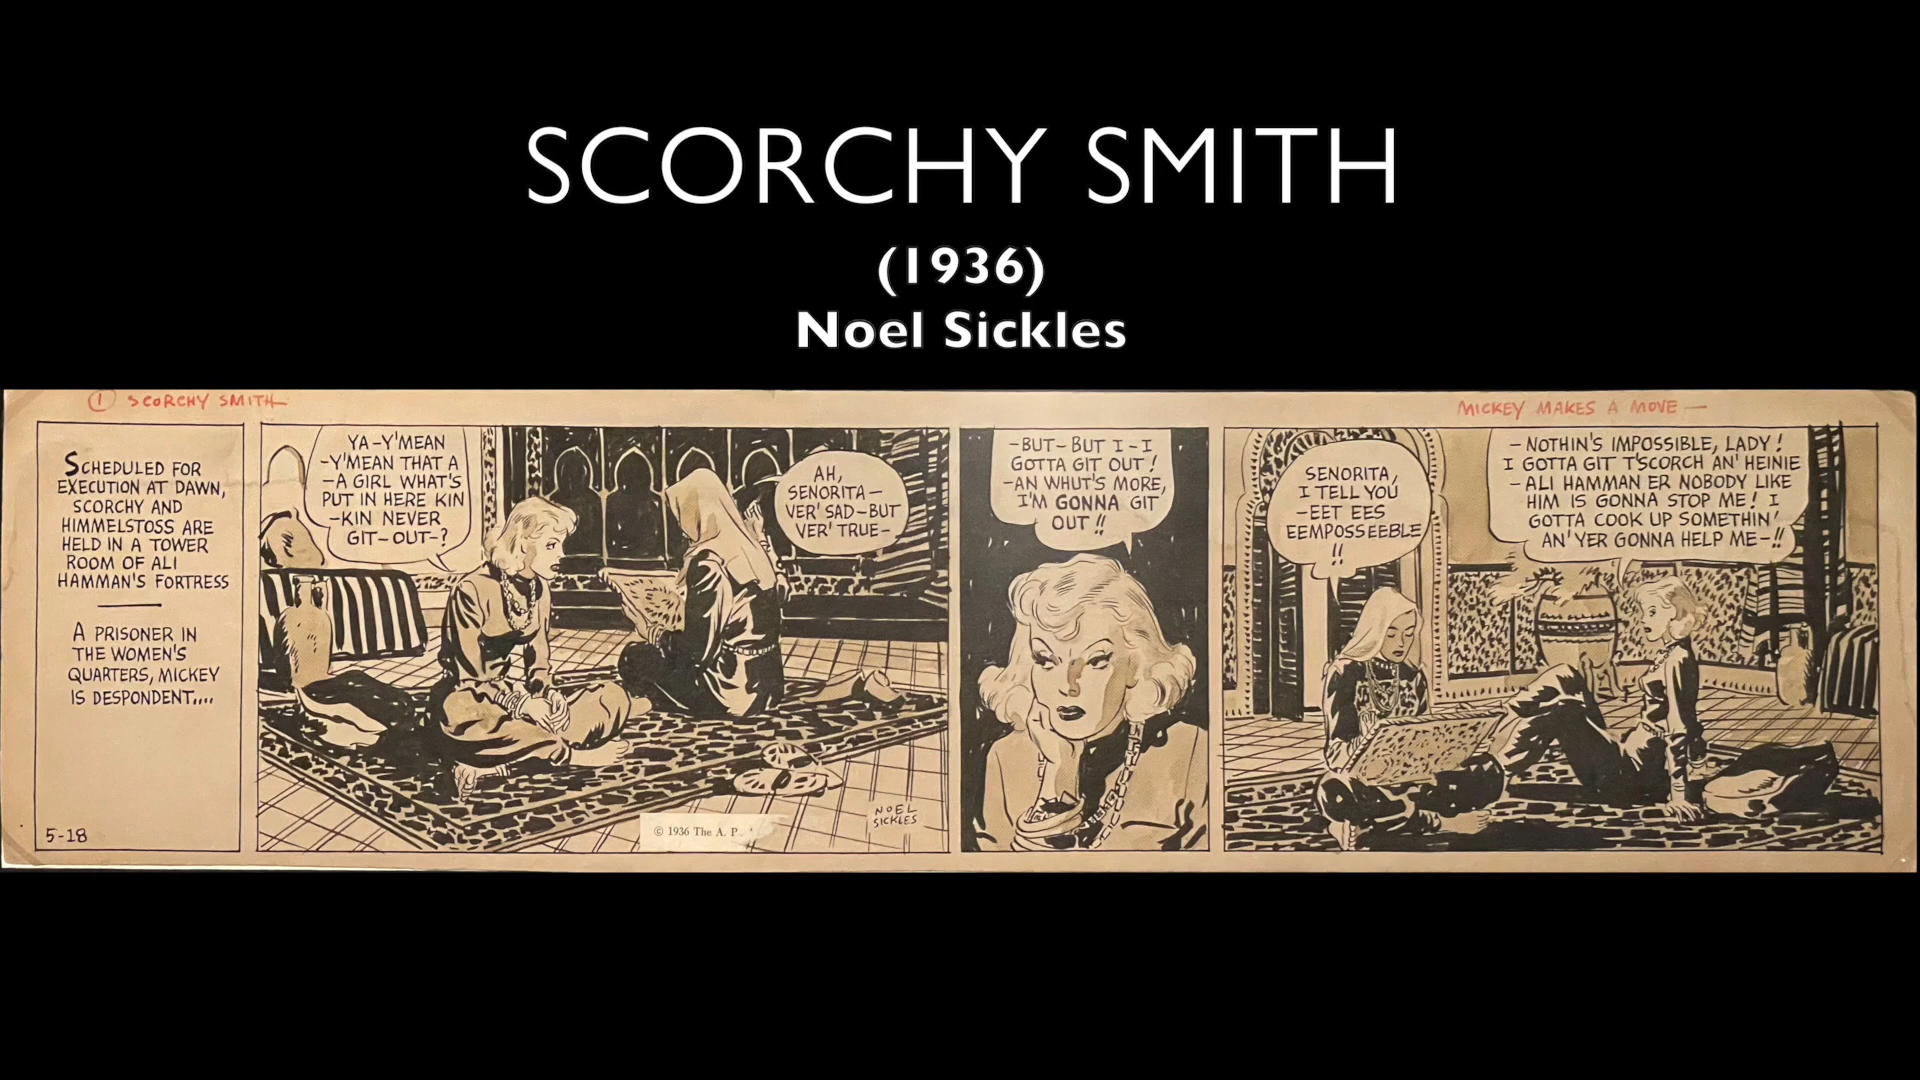 SCORCHY SMITH
(1936)
Noel Sickles
1 SCORCHY SMITH
MICKEY MAKES A MOVE —
SCHEDULED FOR
EXECUTION AT DAWN,
SCORCHY AND
HIMMELSTOSS ARE
HELD IN A TOWER
ROOM OF ALI
HAMMAN'S FORTRESS
A PRISONER IN
THE WOMEN'S
QUARTERS, MICKEY
IS DESPONDENT....
5-18
YA-Y'MEAN
-Y'MEAN THAT A
-A GIRL WHAT'S
PUT IN HERE KIN
-KIN NEVER
GIT-OUT-?
AH,
SENORITA—
VER' SAD-BUT
VER' TRUE-
© 1936 The A. P.
NOEL
SICKLES
-BUT-BUT I-I
GOTTA GIT OUT!
-AN WHUT'S MORE,
I'M GONNA GIT
OUT!!
SENORITA,
I TELL YOU
-EET EES
EEMPOSSEEBLE
!!
-NOTHIN'S IMPOSSIBLE, LADY!
I GOTTA GIT T'SCORCH AN' HEINIE
-ALI HAMMAN ER NOBODY LIKE
HIM IS GONNA STOP ME! I
GOTTA COOK UP SOMETHIN'
AN' YER GONNA HELP ME-!!